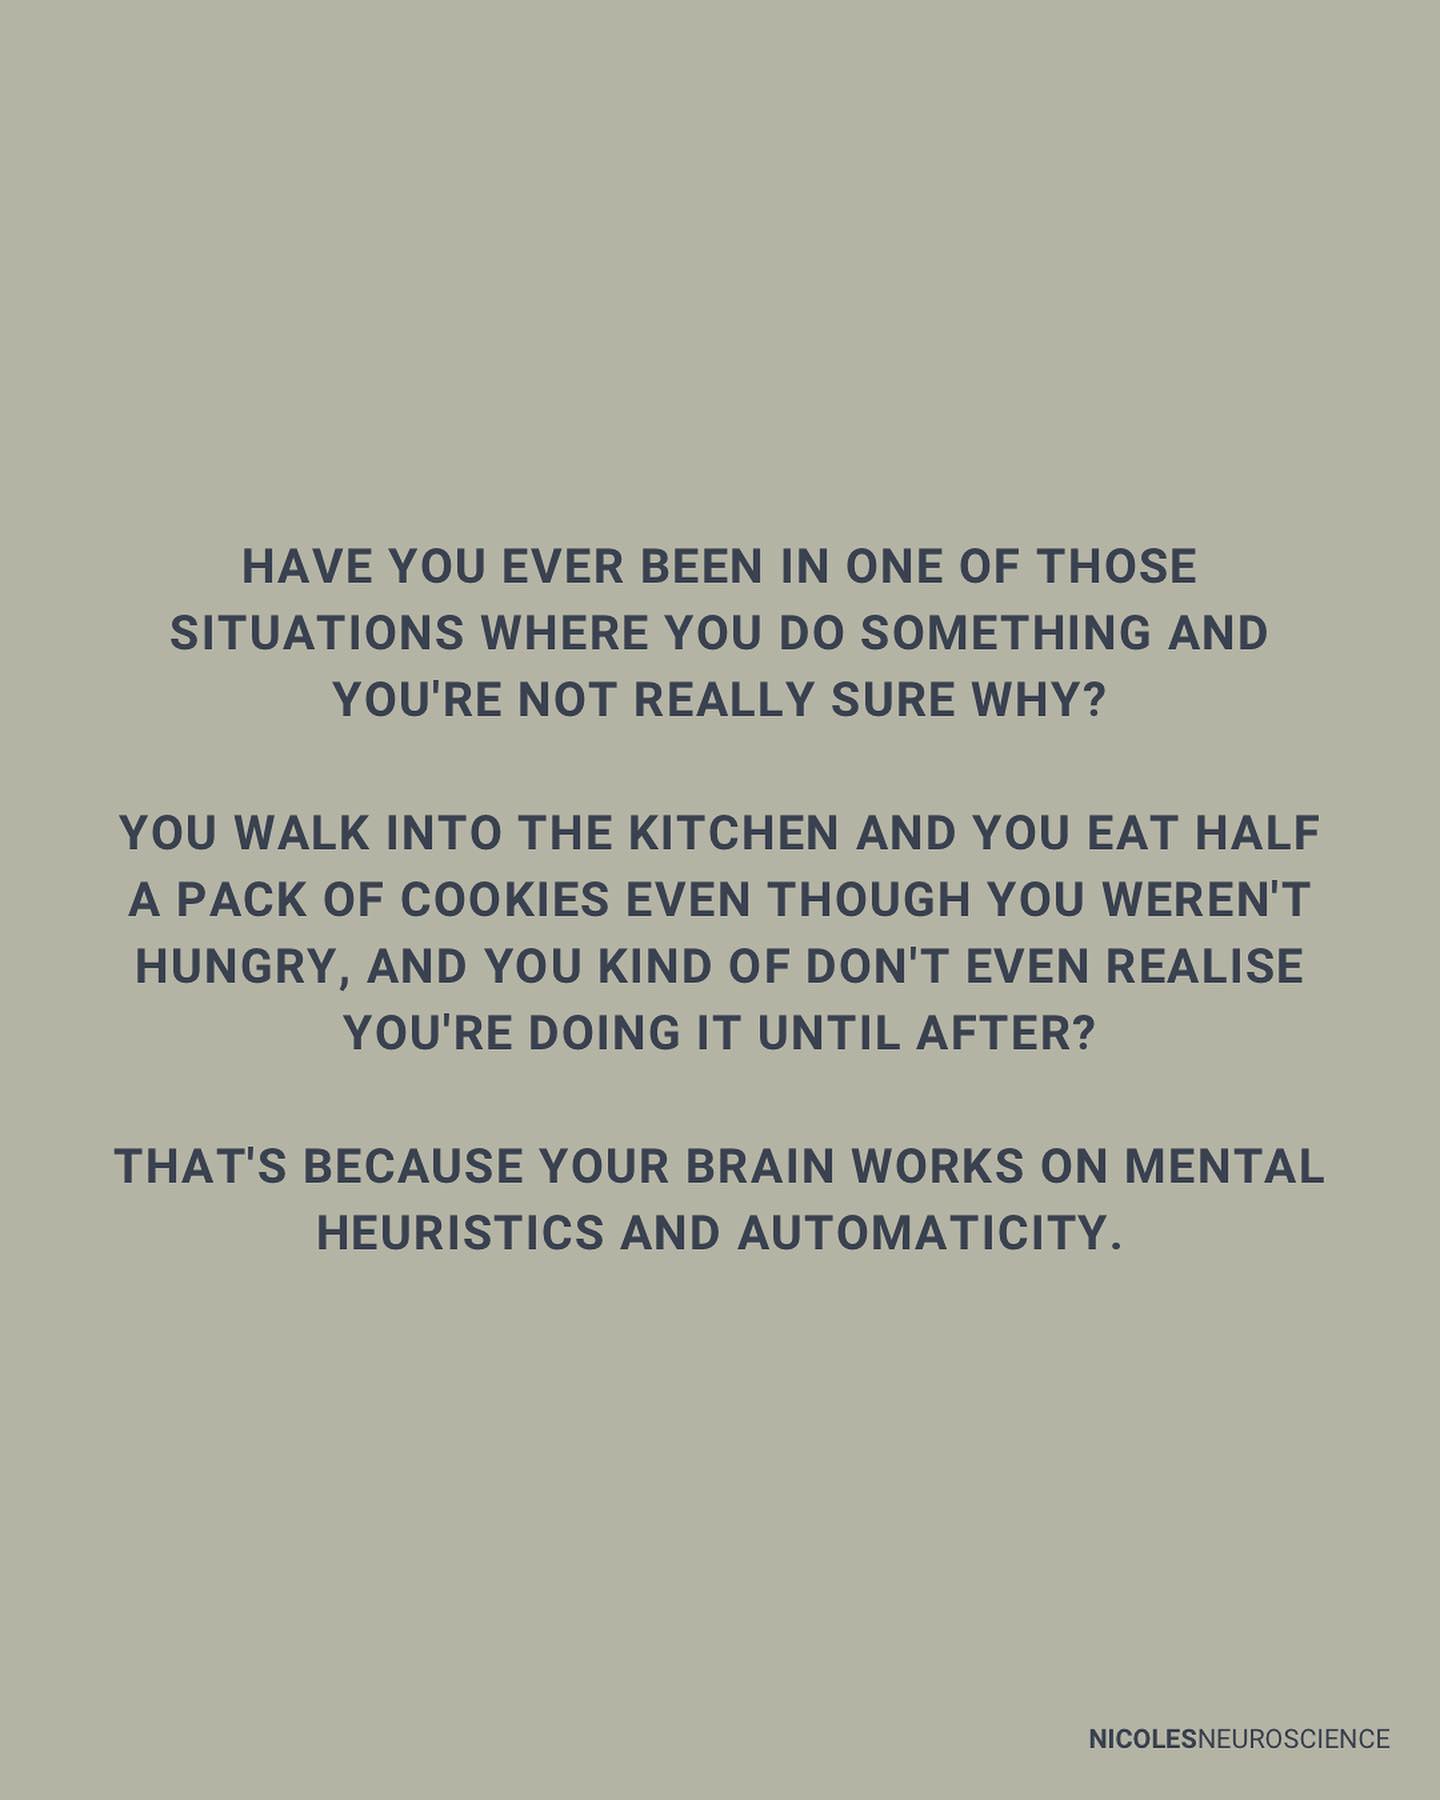 HAVE YOU EVER BEEN IN ONE OF THOSE
SITUATIONS WHERE YOU DO SOMETHING AND
YOU'RE NOT REALLY SURE WHY?
YOU WALK INTO THE KITCHEN AND YOU EAT HALF
A PACK OF COOKIES EVEN THOUGH YOU WEREN'T
HUNGRY, AND YOU KIND OF DON'T EVEN REALISE
YOU'RE DOING IT UNTIL AFTER?
THAT'S BECAUSE YOUR BRAIN WORKS ON MENTAL
HEURISTICS AND AUTOMATICITY.
NICOLESNEUROSCIENCE